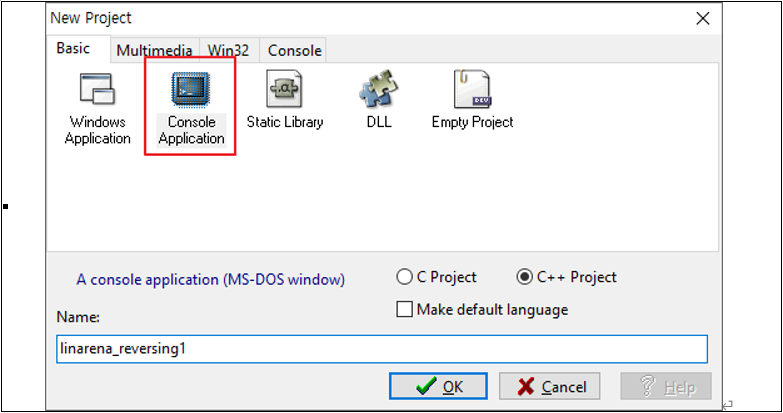 New Project
Basic Multimedia Win32 Console
Windows Application
Console Application
Static Library
DLL
DEV
Empty Project
A console application (MS-DOS window)
C Project
C++ Project
Make default language
Name:
linarena_reversing1
OK
Cancel
? Help